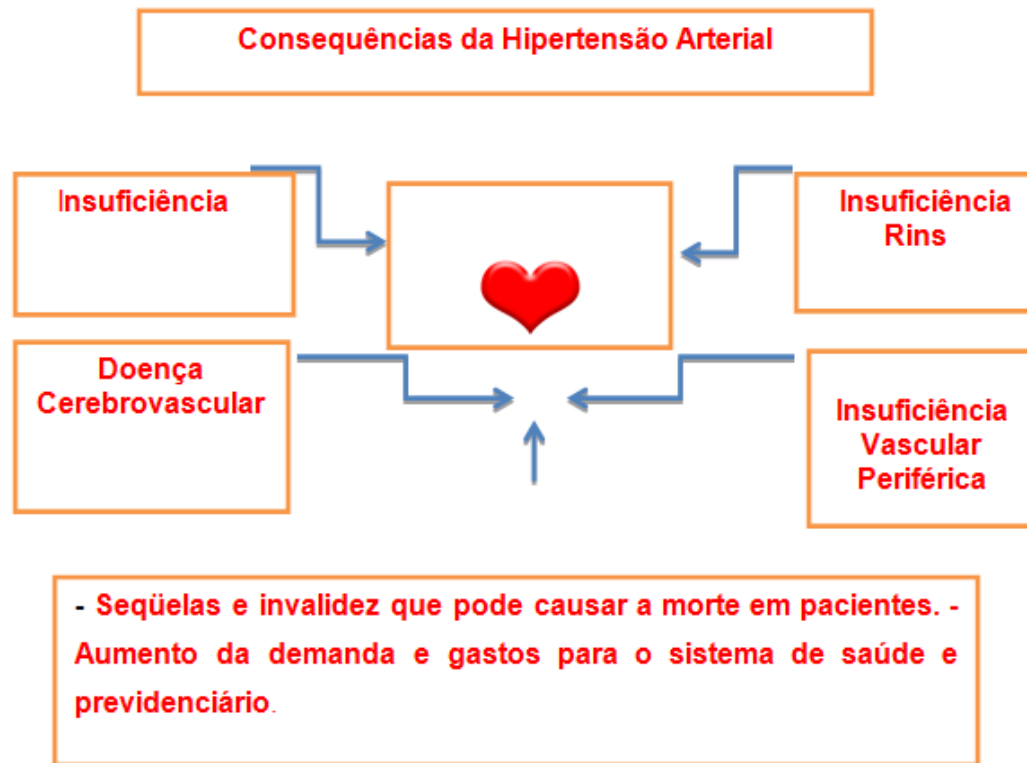 Consequências da Hipertensão Arterial
Insuficiência
Insuficiência
Rins
Doença
Cerebrovascular
Insuficiência
Vascular
Periférica
- Seqüelas e invalidez que pode causar a morte em pacientes. -
Aumento da demanda e gastos para o sistema de saúde e
previdenciário.